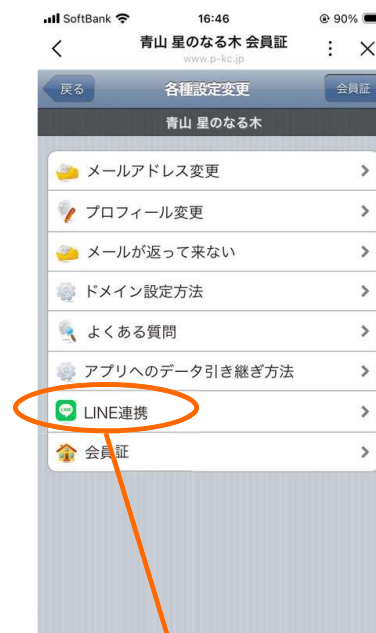 SoftBank 16:46 90%
青山 星のなる木 会員証
www.p-kc.jp
戻る 各種設定変更 会員証
青山 星のなる木
メールアドレス変更
プロフィール変更
メールが返って来ない
ドメイン設定方法
よくある質問
アプリへのデータ引き継ぎ方法
LINE連携
会員証